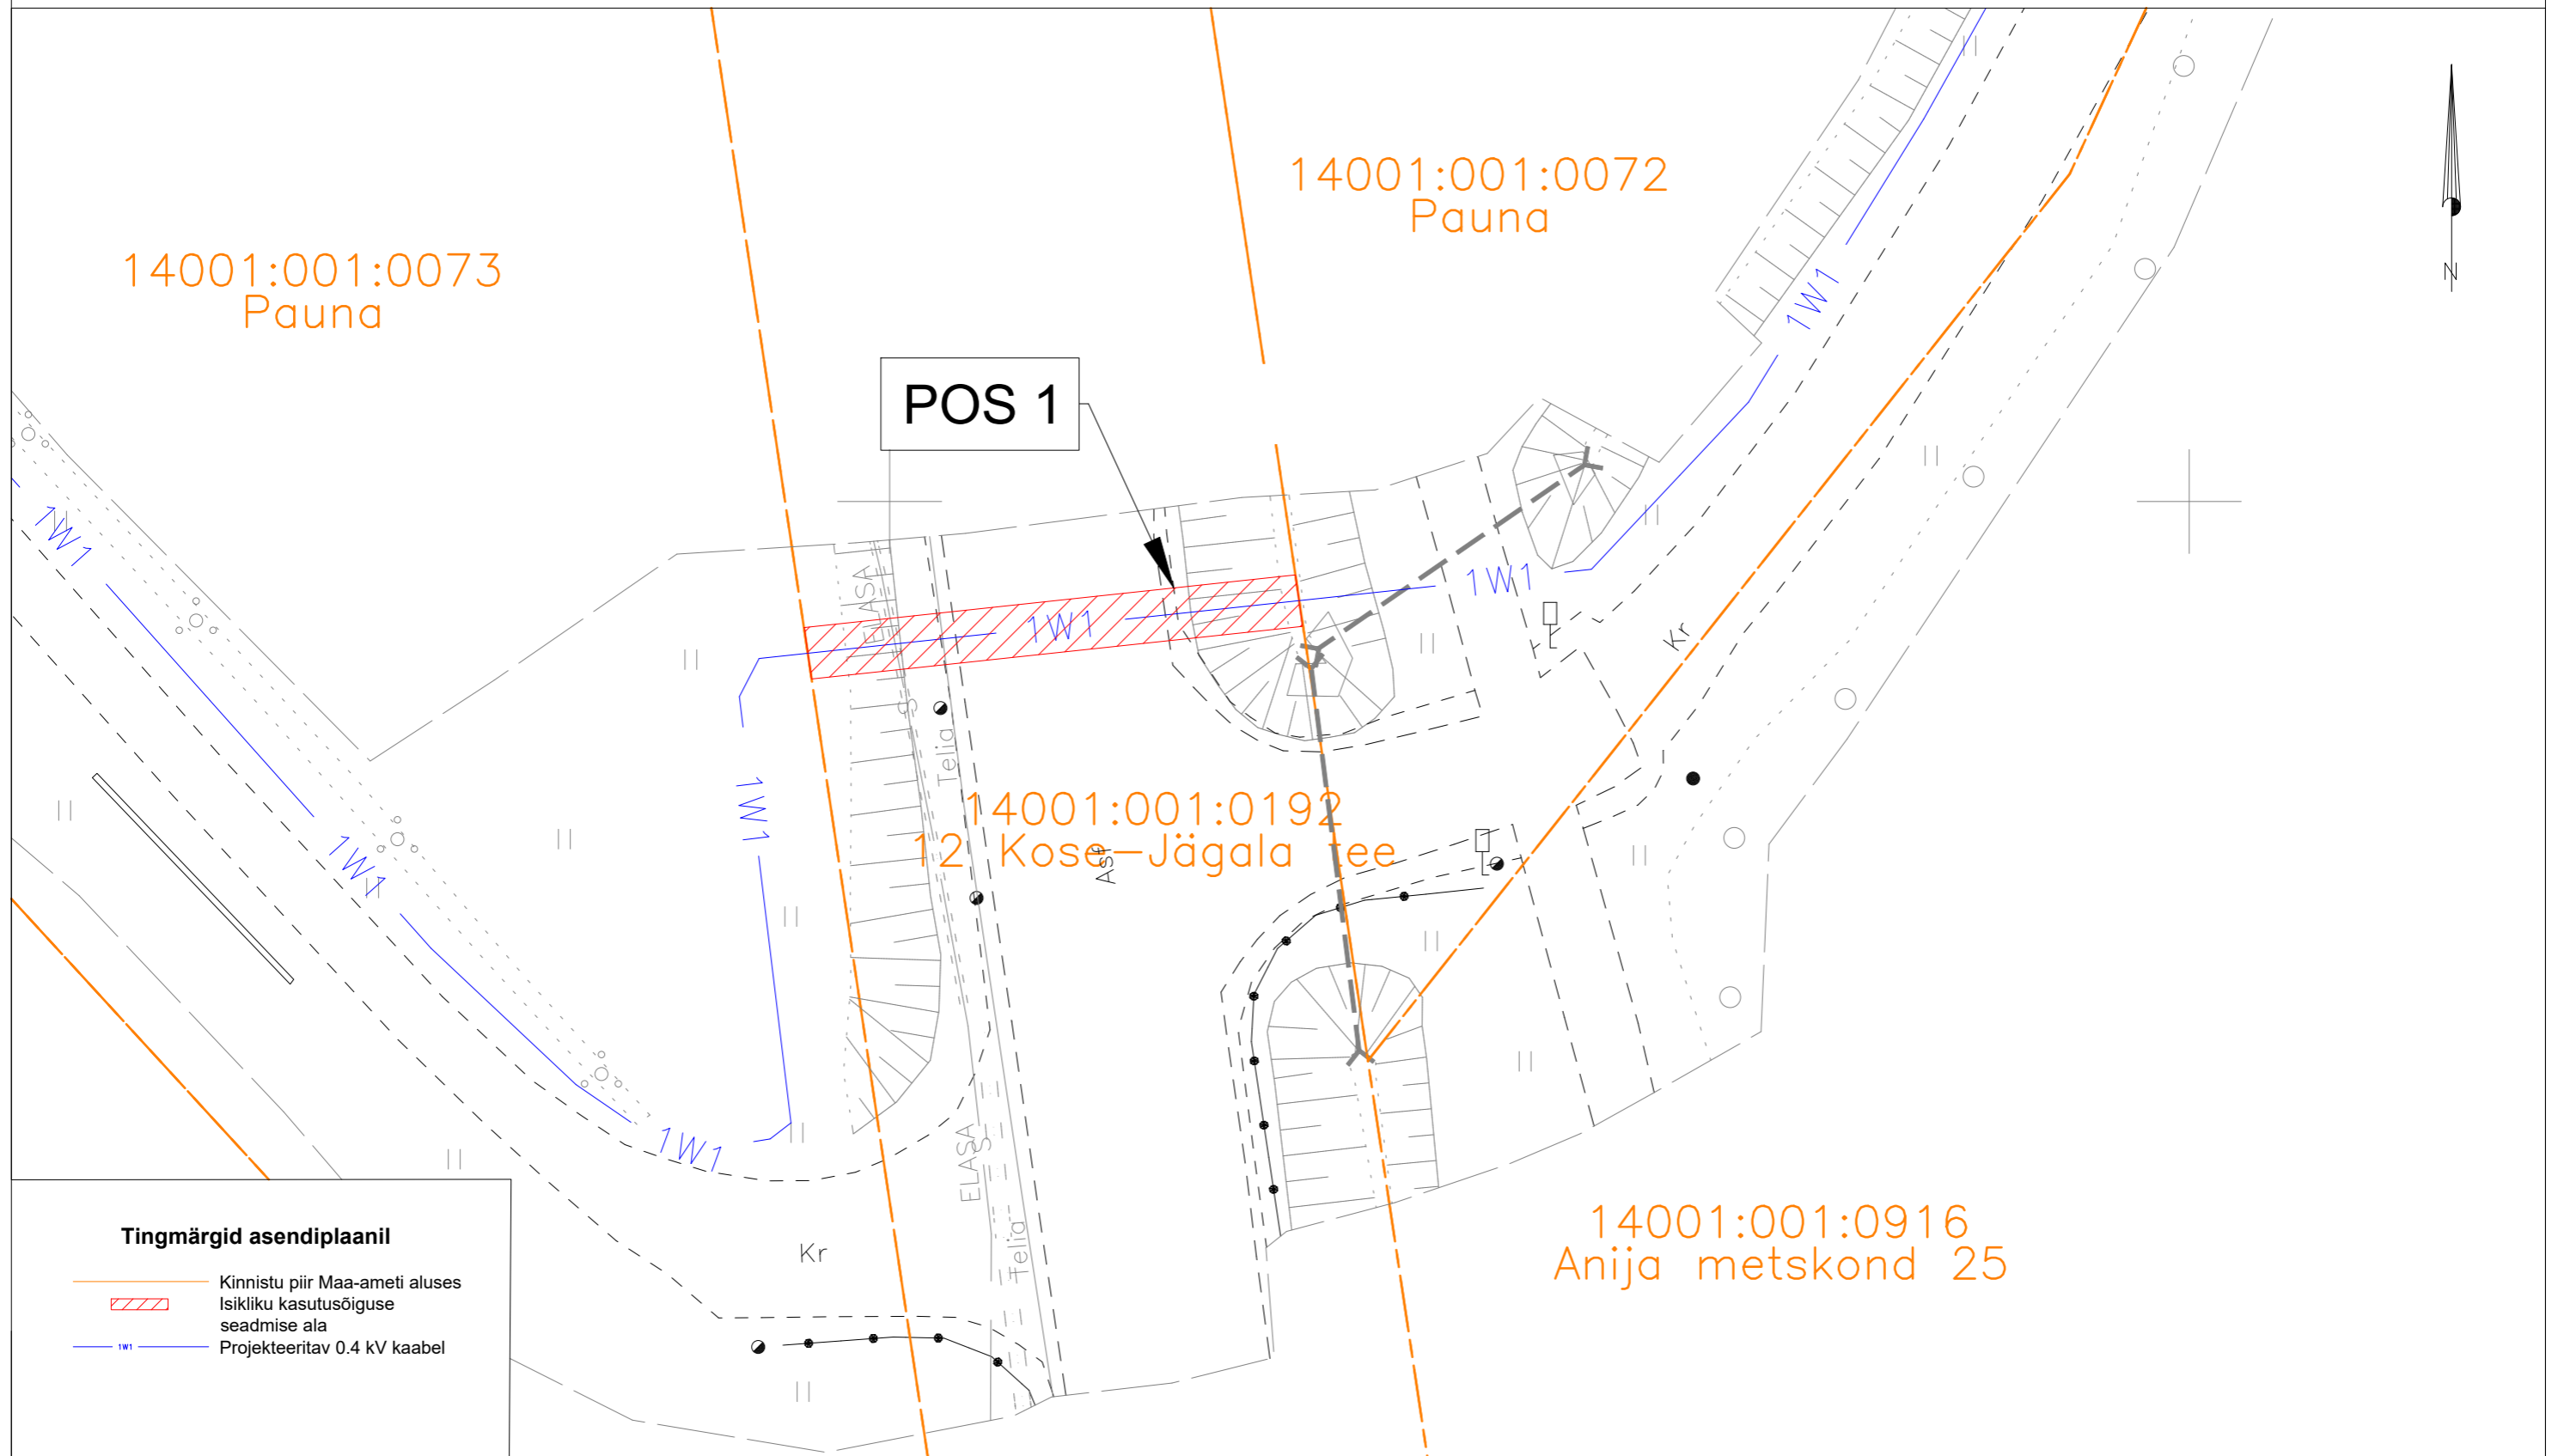 14001:001:0072
Pauna
14001:001:0073
Pauna
N
1W1
POS 1
1W1
ELASA
1W1
1W1
Kr
S
Telia
1W1
14001:001:0192
12 Kose-Jägala tee
Asf
1W1
1W1
ELASA
S
Telia
Kr
14001:001:0916
Anija metskond 25
Tingmärgid asendiplaanil
Kinnistu piir Maa-ameti aluses
Isikliku kasutusõiguse
seadmise ala
1W1
Projekteeritav 0.4 kV kaabel